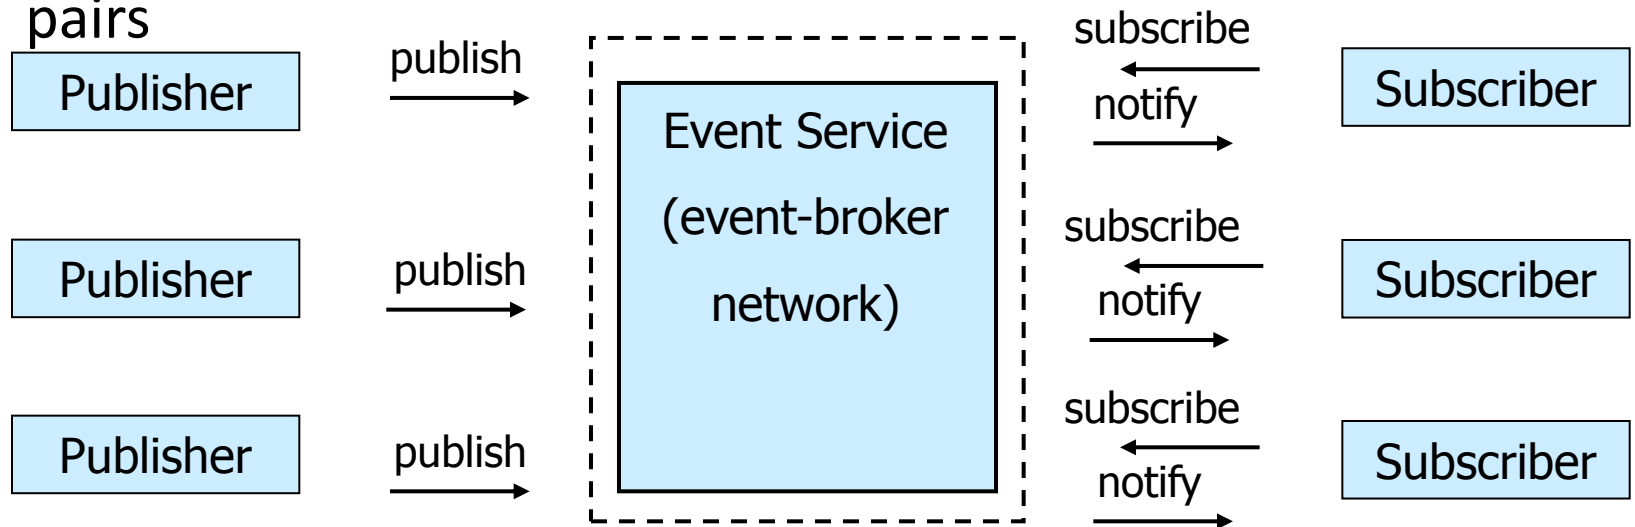 pairs
Publisher
publish
Event Service
(event-broker
network)
subscribe
notify
Subscriber
Publisher
publish
subscribe
notify
Subscriber
Publisher
publish
subscribe
notify
Subscriber